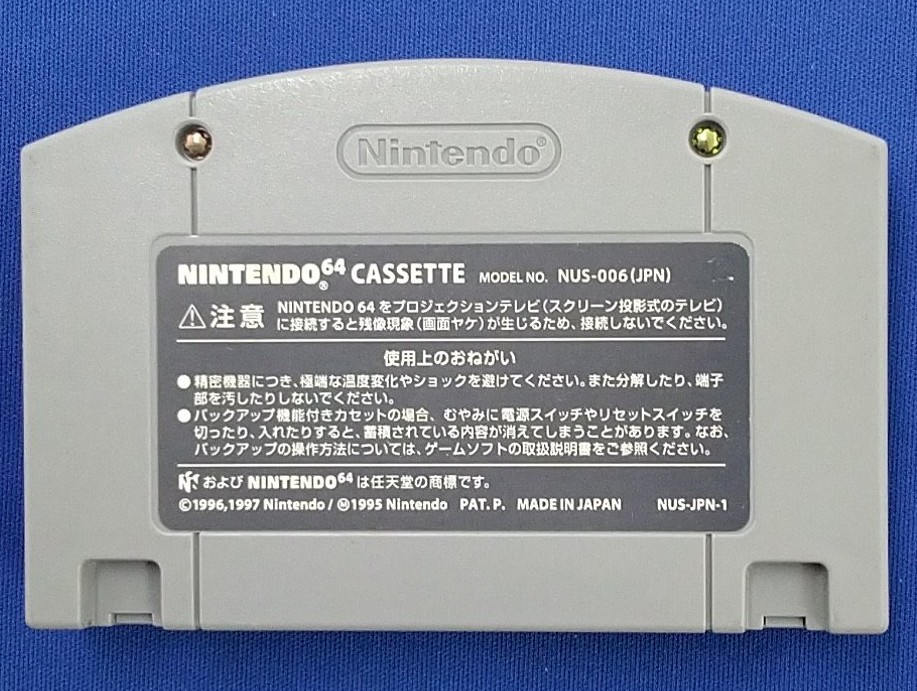 Nintendo®
NINTENDO64® CASSETTE MODEL NO. NUS-006(JPN)
⚠注意 NINTENDO 64 をプロジェクションテレビ(スクリーン投影式のテレビ)
に接続すると残像現象(画面ヤケ)が生じるため、接続しないでください。
使用上のおねがい
●精密機器につき、極端な温度変化やショックを避けてください。また分解したり、端子
部を汚したりしないでください。
●バックアップ機能付きカセットの場合、むやみに電源スイッチやリセットスイッチを
切ったり、入れたりすると、蓄積されている内容が消えてしまうことがあります。なお、
バックアップの操作方法については、ゲームソフトの取扱説明書をご参照ください。
および NINTENDO64 は任天堂の商標です。
©1996,1997 Nintendo / Ⓜ1995 Nintendo PAT. P. MADE IN JAPAN NUS-JPN-1